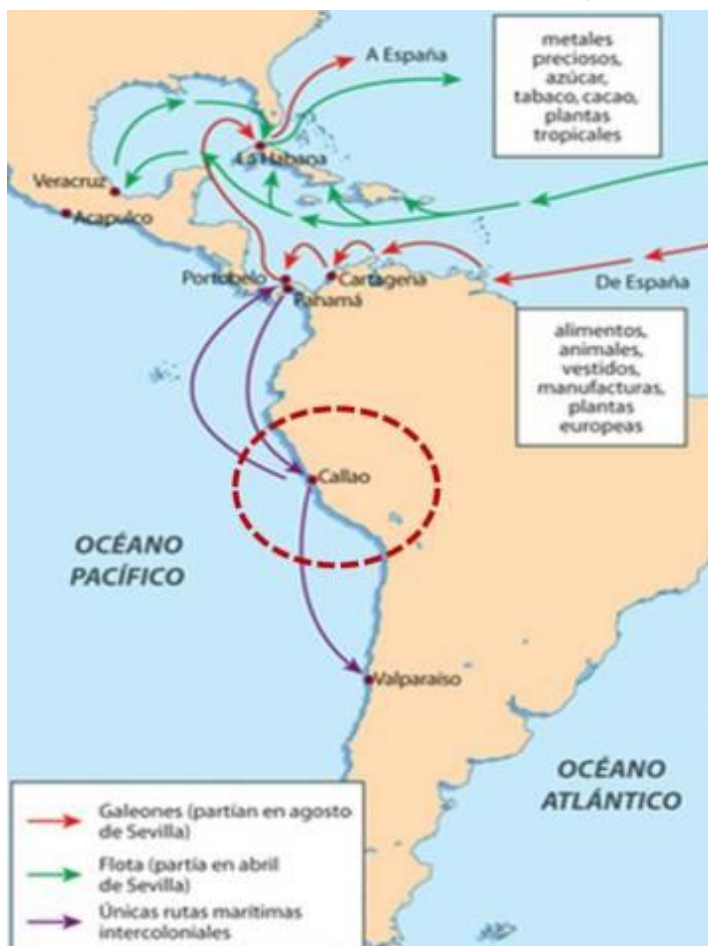 metales
preciosos,
azúcar,
tabaco, cacao,
plantas
tropicales
A España
La Habana
Veracruz
Acapulco
Portobelo
Cartagena
Panamá
De España
alimentos,
animales,
vestidos,
manufacturas,
plantas
europeas
Callao
OCÉANO
PACÍFICO
Valparaíso
OCÉANO
ATLÁNTICO
Galeones (partían en agosto
de Sevilla)
Flota (partía en abril
de Sevilla)
Únicas rutas marítimas
intercoloniales